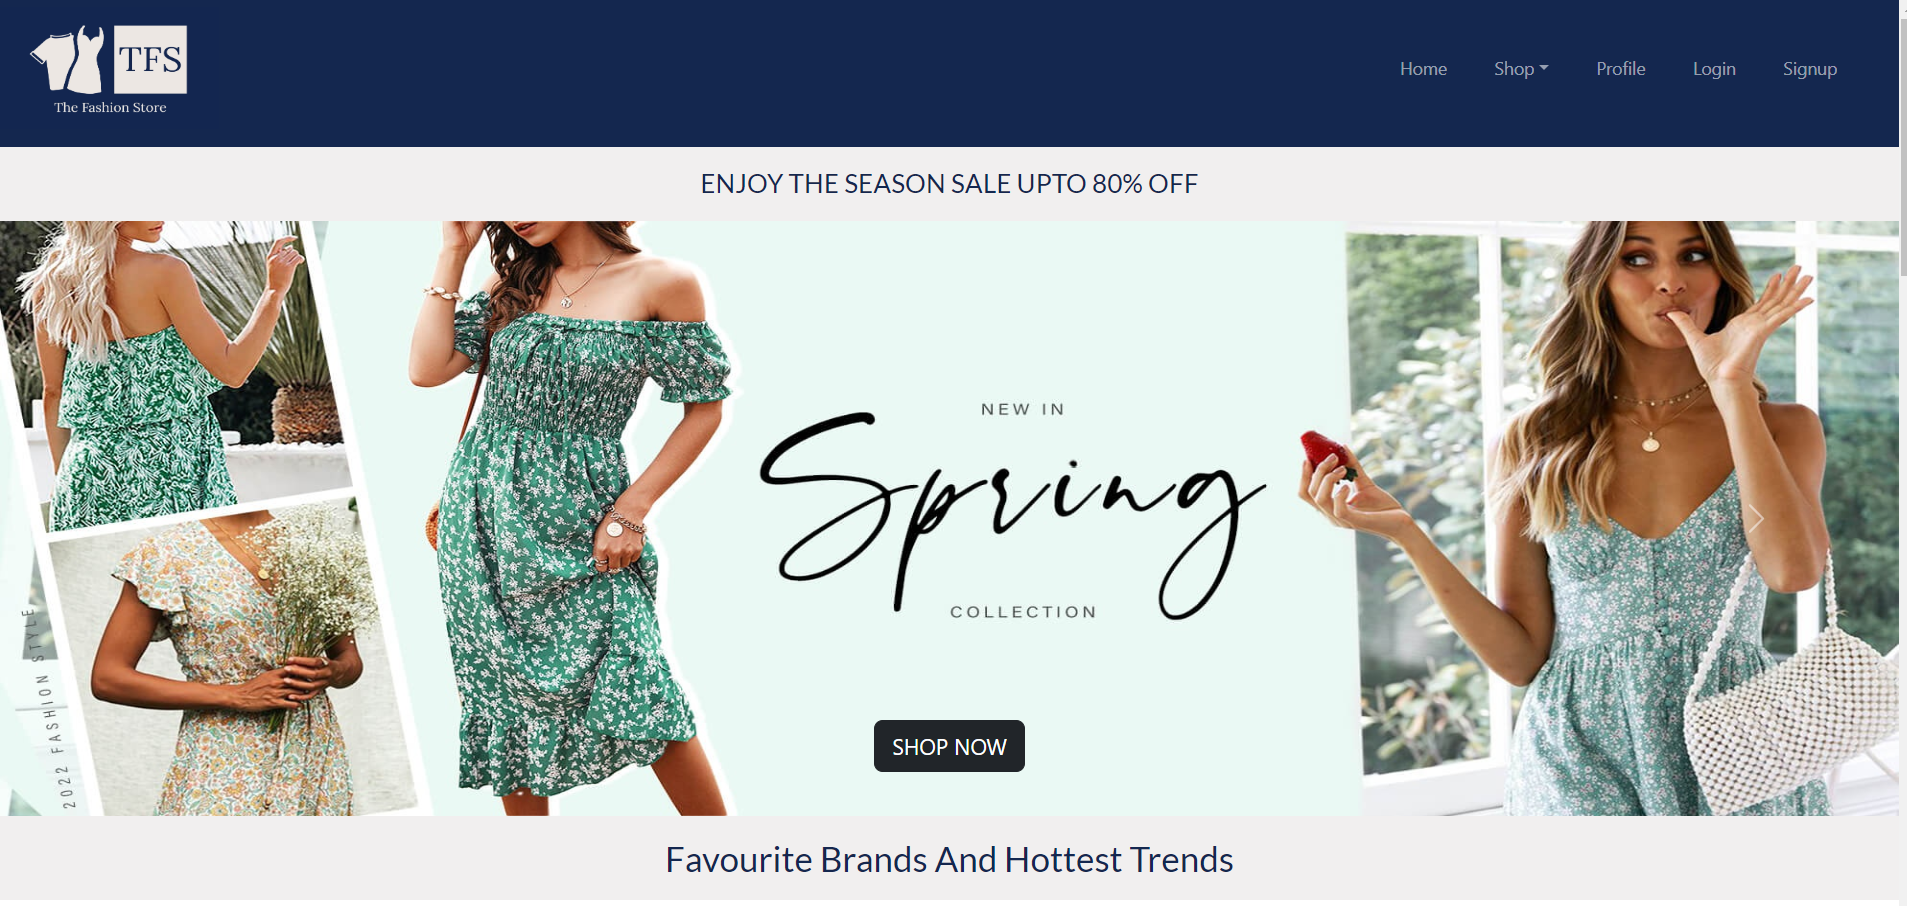 TFS
The Fashion Store
Home Shop Profile Login Signup
ENJOY THE SEASON SALE UPTO 80% OFF
NEW IN
Spring
COLLECTION
2022 FASHION STYLE
SHOP NOW
Favourite Brands And Hottest Trends